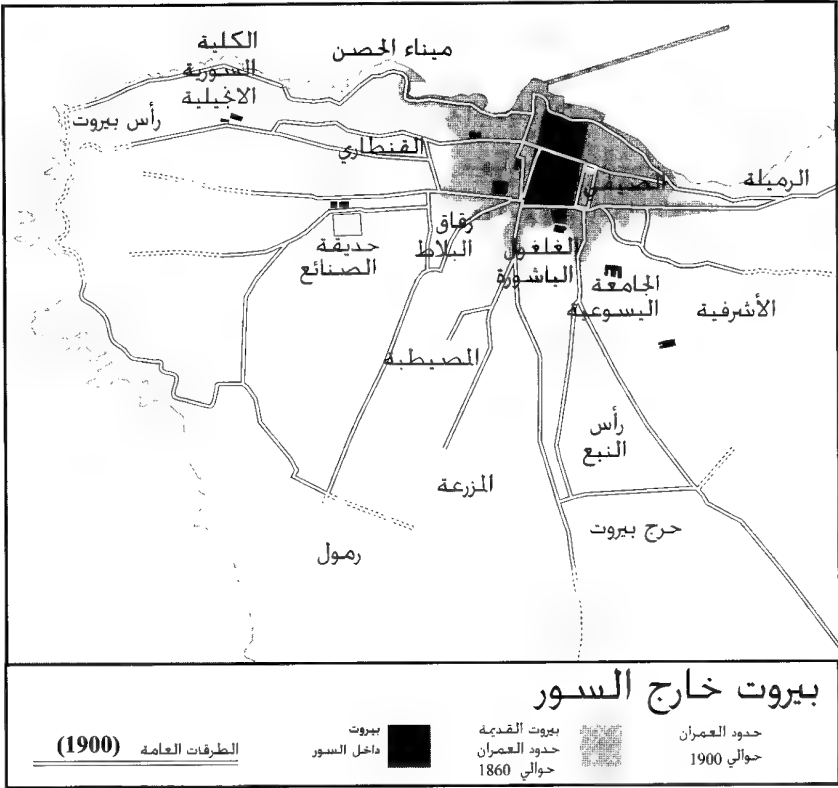 ميناء الحصن
الكلية
السورية
الانجيلية
رأس بيروت
القنطاري
الصيفي
الرميلة
زقاق
البلاط
حديقة
الصنائع
الغلغول
الباشورة
الجامعة
اليسوعية
الأشرفية
المصيطبة
رأس
النبع
المزرعة
حرج بيروت
رمول
بيروت خارج السور
حدود العمران
حوالي 1900
بيروت القديمة
حدود العمران
حوالي 1860
بيروت
داخل السور
الطرقات العامة (1900)